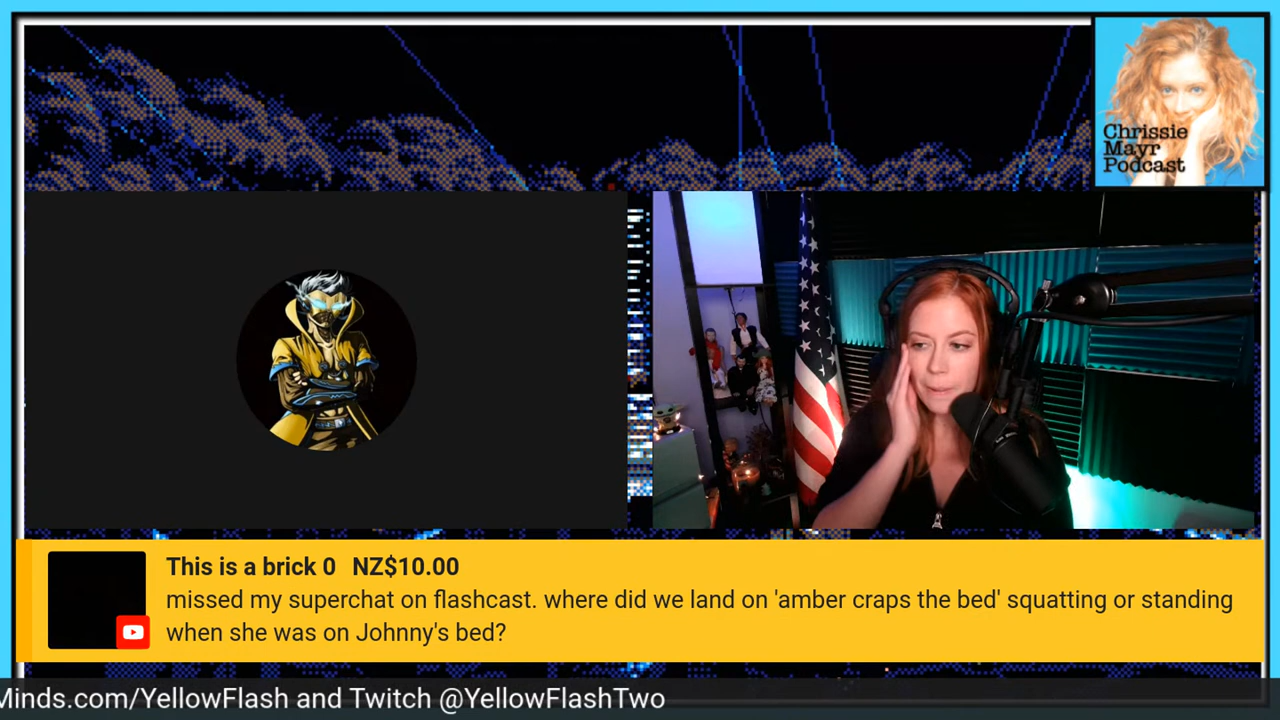 Chrissie
Mayr
Podcast
This is a brick 0 NZ$10.00
missed my superchat on flashcast. where did we land on 'amber craps the bed' squatting or standing
when she was on Johnny's bed?
Minds.com/YellowFlash and Twitch @YellowFlashTwo